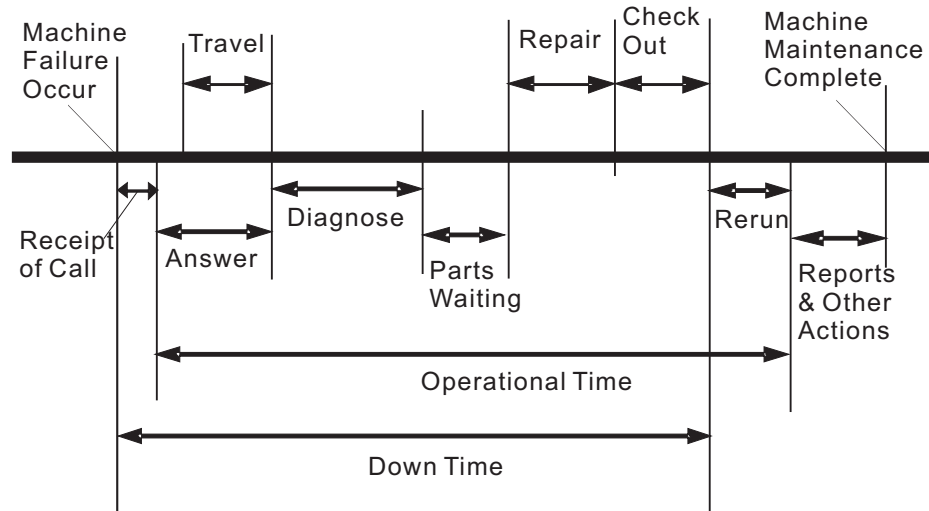 Machine
Failure
Occur
Travel
Repair
Check
Out
Machine
Maintenance
Complete
Receipt
of Call
Answer
Diagnose
Parts
Waiting
Rerun
Reports
& Other
Actions
Operational Time
Down Time